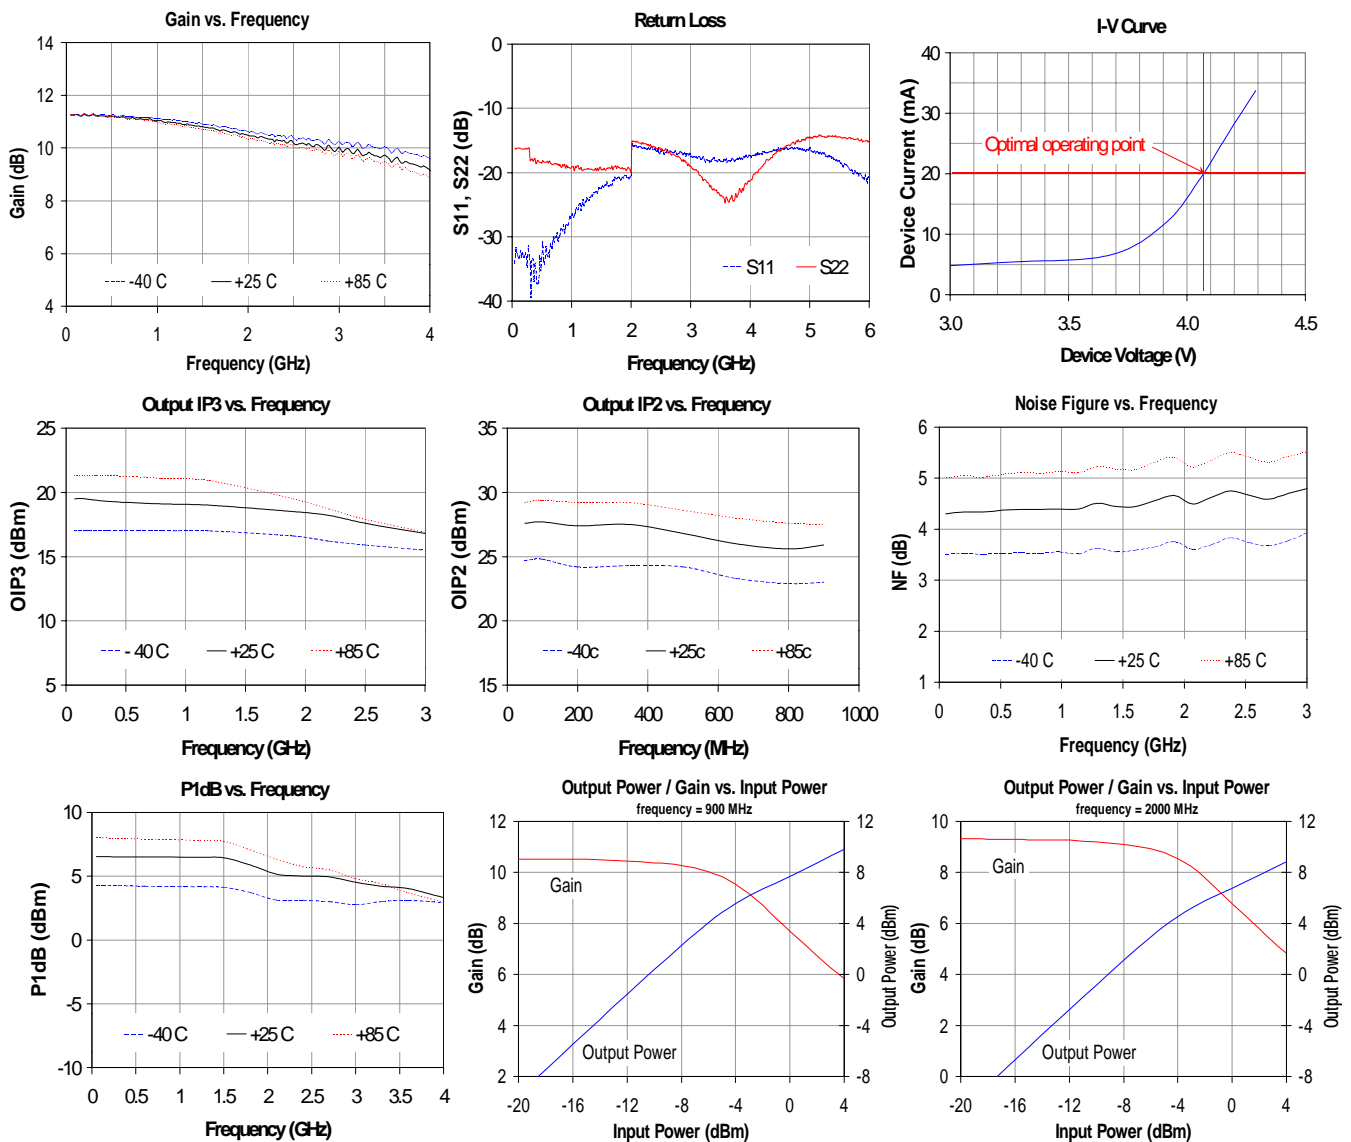 Gain vs. Frequency
14
12
10
8
6
4
Gain (dB)
-40 C
+25 C
+85 C
0
1
2
3
4
Frequency (GHz)
Return Loss
0
-10
-20
-30
-40
S11, S22 (dB)
S11
S22
0
1
2
3
4
5
6
Frequency (GHz)
I-V Curve
40
30
20
10
0
Device Current (mA)
Optimal operating point
3.0
3.5
4.0
4.5
Device Voltage (V)
Output IP3 vs. Frequency
25
20
15
10
5
OIP3 (dBm)
- 40 C
+25 C
+85 C
0
0.5
1
1.5
2
2.5
3
Frequency (GHz)
Output IP2 vs. Frequency
35
30
25
20
15
OIP2 (dBm)
-40c
+25c
+85c
0
200
400
600
800
1000
Frequency (MHz)
Noise Figure vs. Frequency
6
5
4
3
2
1
NF (dB)
-40 C
+25 C
+85 C
0
0.5
1
1.5
2
2.5
3
Frequency (GHz)
P1dB vs. Frequency
10
5
0
-5
-10
P1dB (dBm)
-40 C
+25 C
+85 C
0
0.5
1
1.5
2
2.5
3
3.5
4
Frequency (GHz)
Output Power / Gain vs. Input Power
frequency = 900 MHz
12
10
8
6
4
2
Gain (dB)
Gain
Output Power
12
8
4
0
-4
-8
Output Power (dBm)
-20
-16
-12
-8
-4
0
4
Input Power (dBm)
Output Power / Gain vs. Input Power
frequency = 2000 MHz
10
8
6
4
2
0
Gain (dB)
Gain
Output Power
12
8
4
0
-4
-8
Output Power (dBm)
-20
-16
-12
-8
-4
0
4
Input Power (dBm)